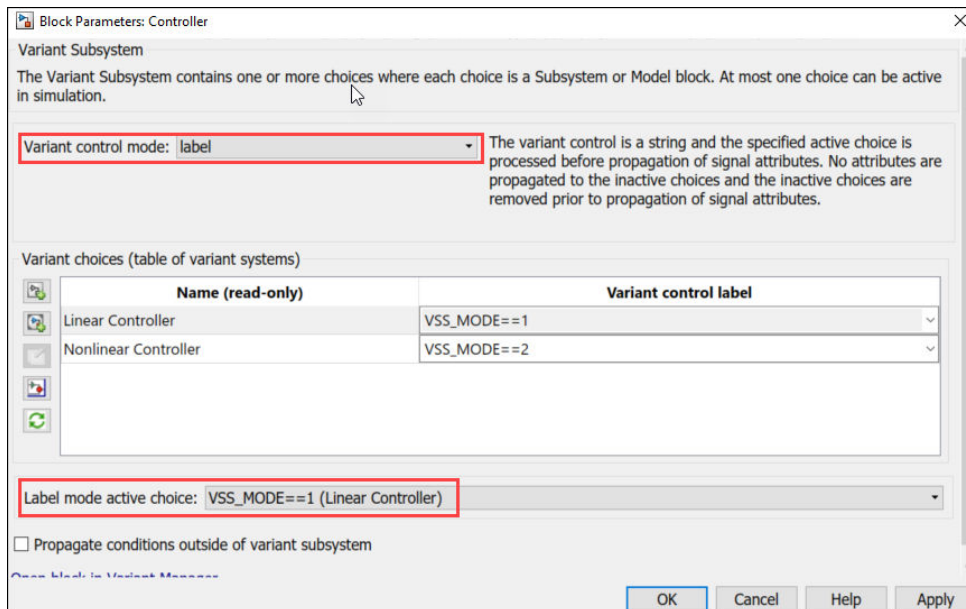 Block Parameters: Controller
Variant Subsystem
The Variant Subsystem contains one or more choices where each choice is a Subsystem or Model block. At most one choice can be active
in simulation.
Variant control mode: label
The variant control is a string and the specified active choice is
processed before propagation of signal attributes. No attributes are
propagated to the inactive choices and the inactive choices are
removed prior to propagation of signal attributes.
Variant choices (table of variant systems)
Name (read-only) Variant control label
Linear Controller VSS_MODE==1
Nonlinear Controller VSS_MODE==2
Label mode active choice: VSS_MODE==1 (Linear Controller)
Propagate conditions outside of variant subsystem
Open block in Variant Manager
OK Cancel Help Apply